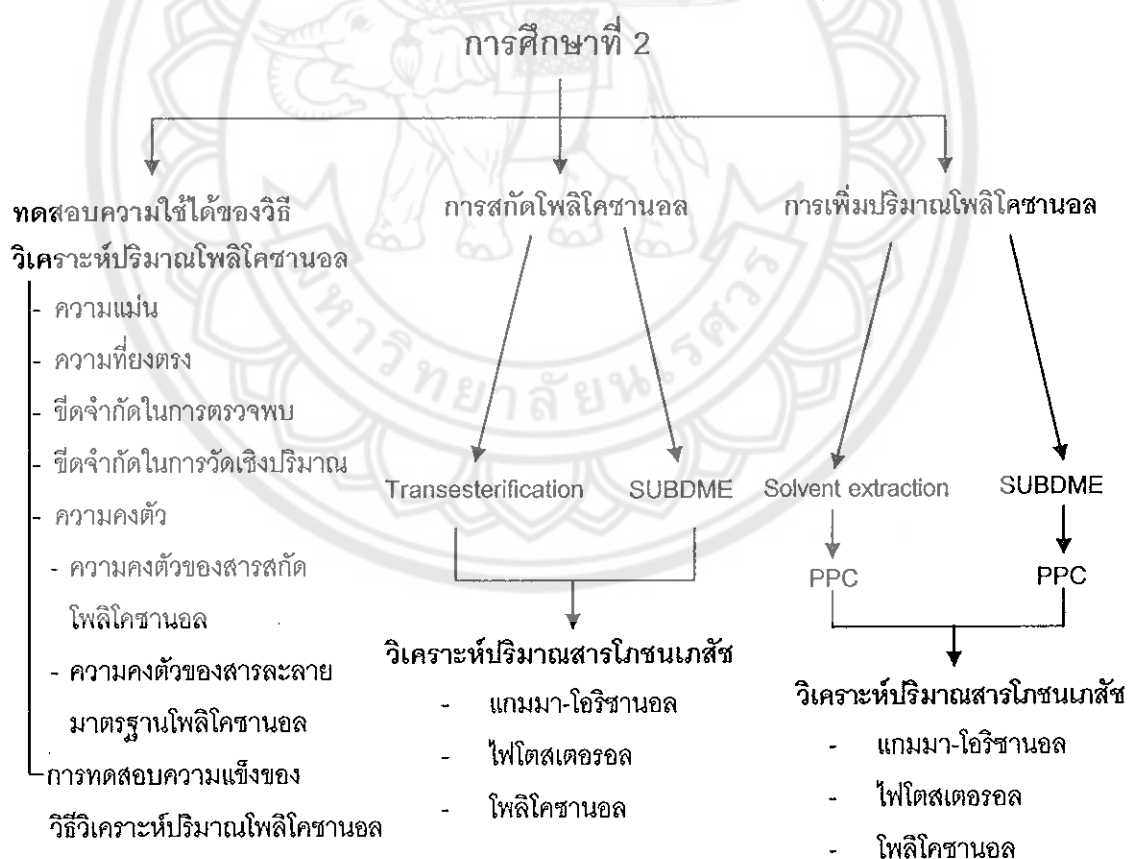 การศึกษาที่ 2
ทดสอบความใช้ได้ของวิธี
วิเคราะห์ปริมาณโพลิโคซานอล
- ความแม่น
- ความที่ยงตรง
- ขีดจำกัดในการตรวจพบ
- ขีดจำกัดในการวัดเชิงปริมาณ
- ความคงตัว
- ความคงตัวของสารสกัด
โพลิโคซานอล
- ความคงตัวของสารละลาย
มาตรฐานโพลิโคซานอล
การทดสอบความแข็งของ
วิธีวิเคราะห์ปริมาณโพลิโคซานอล
การสกัดโพลิโคซานอล
Transesterification SUBDME
วิเคราะห์ปริมาณสารโภชนเภสัช
- แกมมา-โอริซานอล
- ไฟโตสเตอรอล
- โพลิโคซานอล
การเพิ่มปริมาณโพลิโคซานอล
Solvent extraction SUBDME
PPC PPC
วิเคราะห์ปริมาณสารโภชนเภสัช
- แกมมา-โอริซานอล
- ไฟโตสเตอรอล
- โพลิโคซานอล
มหาวิทยาลัยนเรศวร